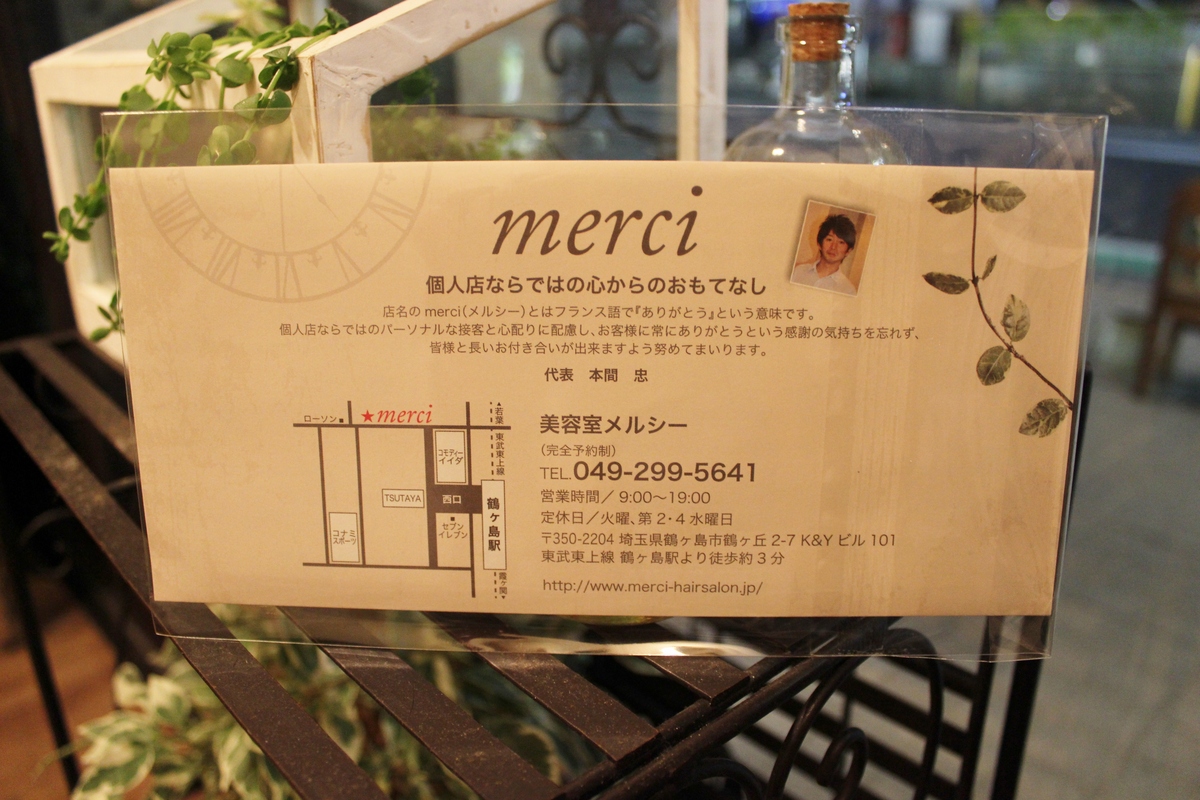 merci
個人店ならではの心からのおもてなし
店名の merci(メルシー)とはフランス語で『ありがとう』という意味です。
個人店ならではのパーソナルな接客と心配りに配慮し、お客様に常にありがとうという感謝の気持ちを忘れず、
皆様と長いお付き合いが出来ますよう努めてまいります。
代表 本間 忠
ローソン
★merci
▲若葉
東武東上線
コモディー
イイダ
TSUTAYA
西口
鶴ヶ島駅
コナミ
スポーツ
セブン
イレブン
霞ヶ関▼
美容室メルシー
(完全予約制)
TEL.049-299-5641
営業時間/ 9:00〜19:00
定休日/火曜、第2・4水曜日
〒350-2204 埼玉県鶴ヶ島市鶴ヶ丘 2-7 K&Y ビル 101
東武東上線 鶴ヶ島駅より徒歩約3分
http://www.merci-hairsalon.jp/